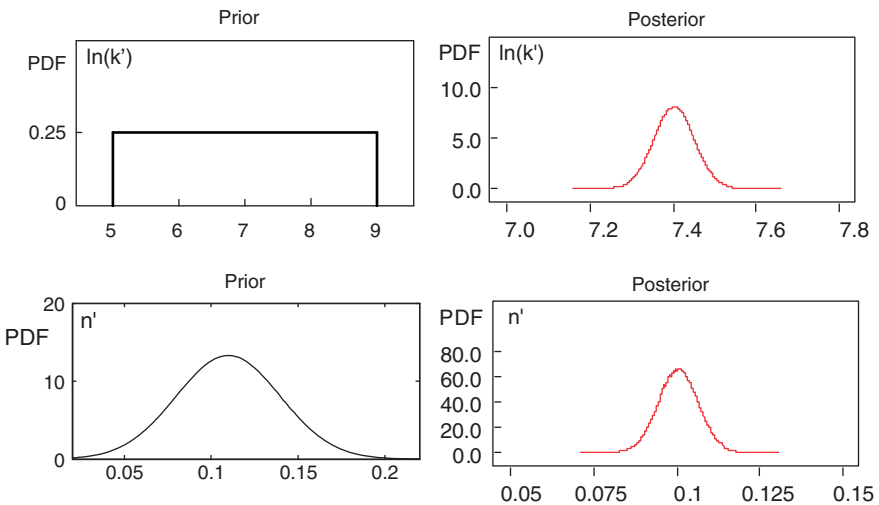 Prior
PDF
ln(k’)
0.25
0
5 6 7 8 9
Posterior
PDF
ln(k')
10.0
5.0
0.0
7.0 7.2 7.4 7.6 7.8
Prior
PDF
n'
20
10
0
0.05 0.1 0.15 0.2
Posterior
PDF
n'
80.0
60.0
40.0
20.0
0.0
0.05 0.075 0.1 0.125 0.15